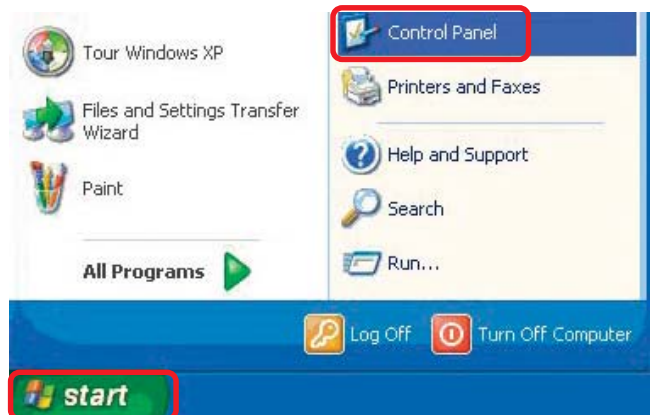 Tour Windows XP
Files and Settings Transfer
Wizard
Paint
All Programs
Control Panel
Printers and Faxes
Help and Support
Search
Run...
Log Off
Turn Off Computer
start